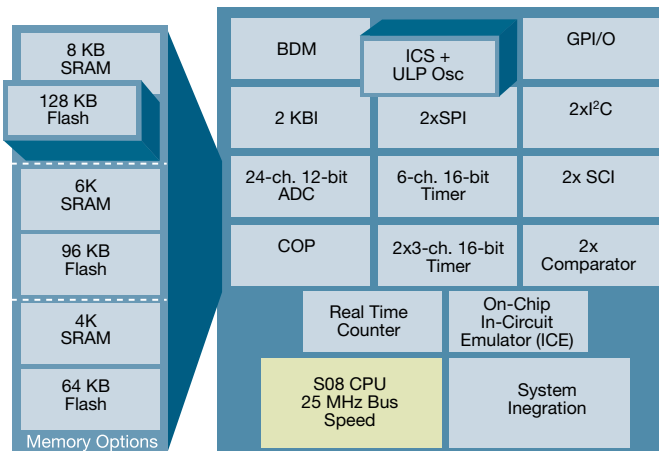 8 KB
SRAM
128 KB
Flash
6K
SRAM
96 KB
Flash
4K
SRAM
64 KB
Flash
Memory Options
BDM
ICS +
ULP Osc
GPI/O
2 KBI
2xSPI
2xI²C
24-ch. 12-bit
ADC
6-ch. 16-bit
Timer
2x SCI
COP
2x3-ch. 16-bit
Timer
2x
Comparator
Real Time
Counter
On-Chip
In-Circuit
Emulator (ICE)
S08 CPU
25 MHz Bus
Speed
System
Inegration